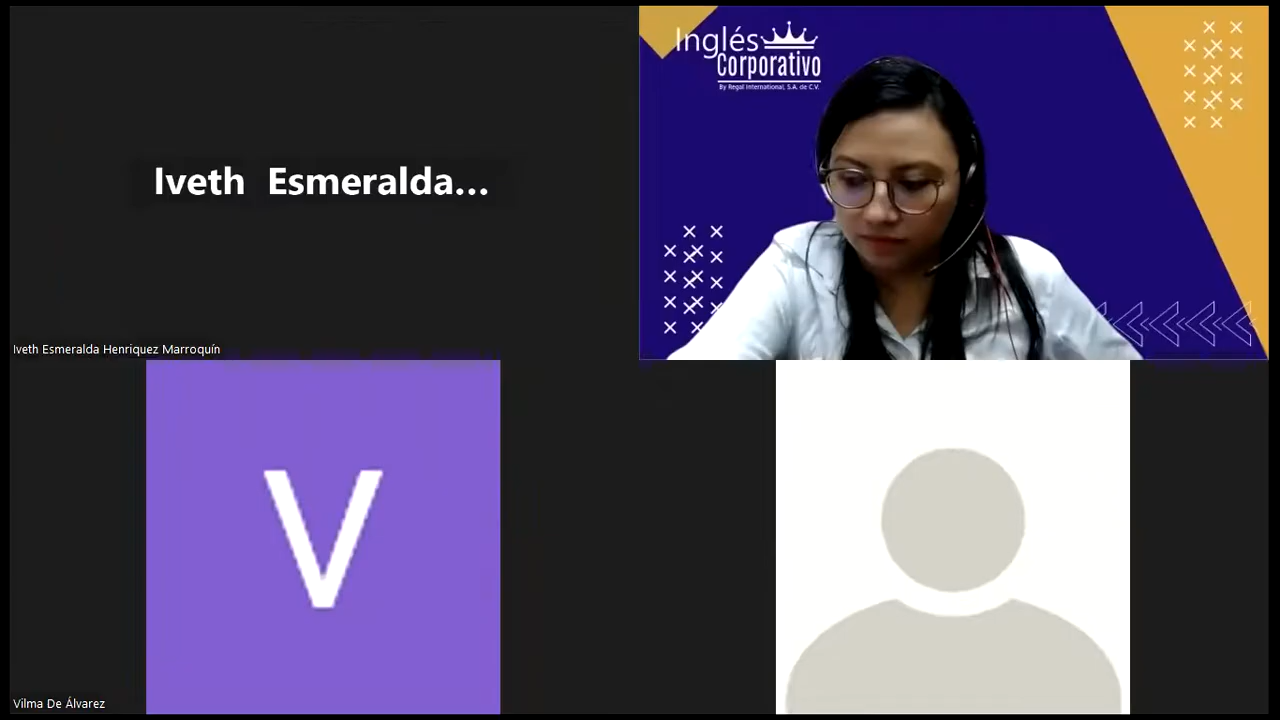 Iveth Esmeralda...
Iveth Esmeralda Henriquez Marroquín
Inglés
Corporativo
By Regal International, S.A. de C.V.
V
Vilma De Álvarez